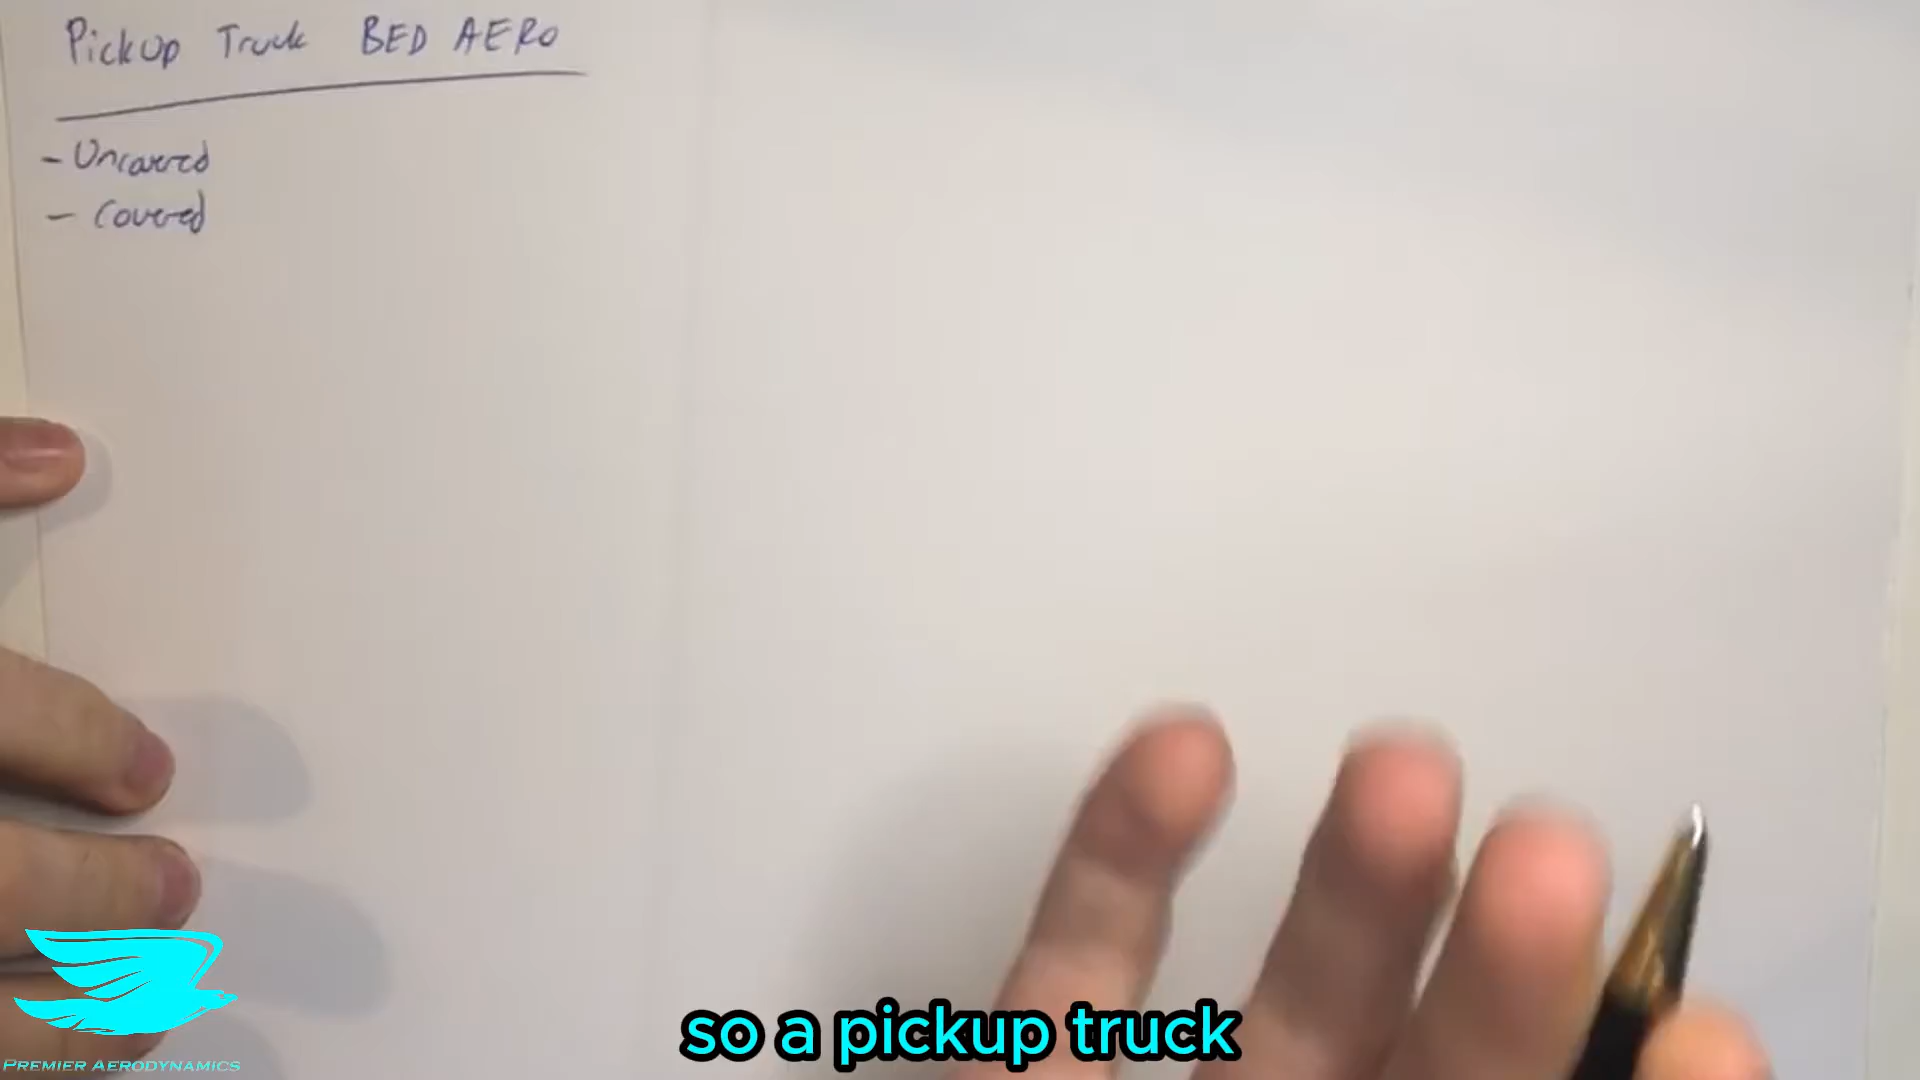 Pickup Truck BED AERO
- Uncovered
- Covered
so a pickup truck
PREMIER AERODYNAMICS